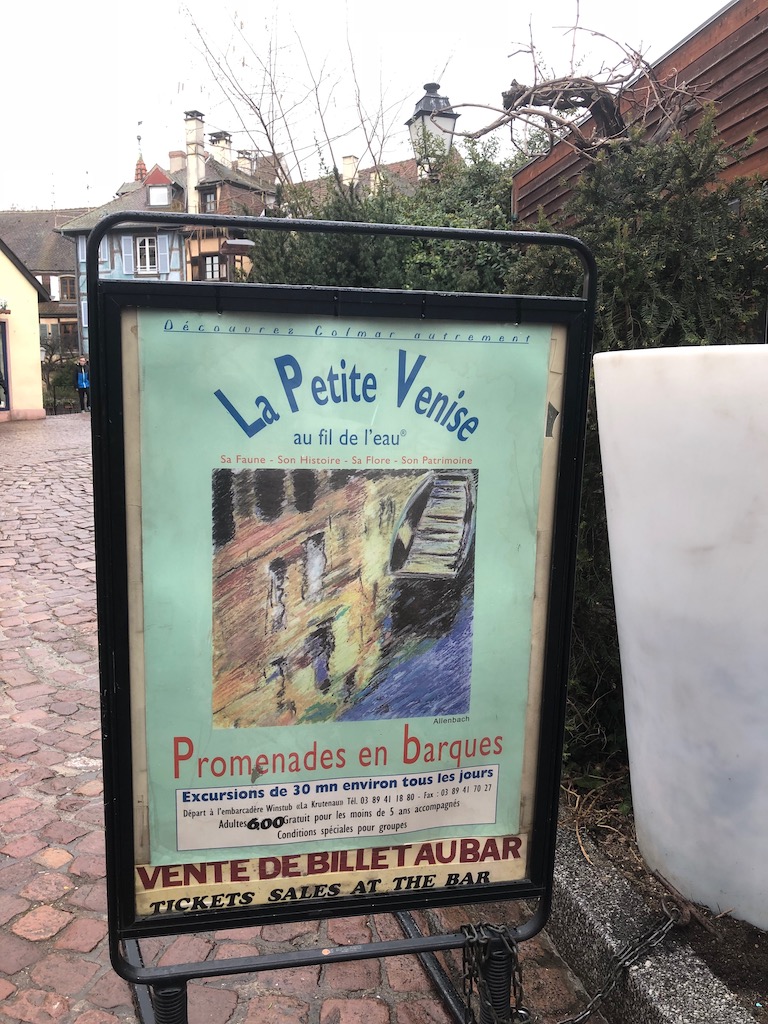 Découvrez Colmar autrement
La Petite Venise
au fil de l'eau®
Sa Faune - Son Histoire - Sa Flore - Son Patrimoine
Allenbach
Promenades en barques
Excursions de 30 mn environ tous les jours
Départ à l'embarcadère Winstub «La Krutenau» Tél. 03 89 41 18 80 - Fax : 03 89 41 70 27
Adultes 6.00 Gratuit pour les moins de 5 ans accompagnés
Conditions spéciales pour groupes
VENTE DE BILLET AU BAR
TICKETS SALES AT THE BAR